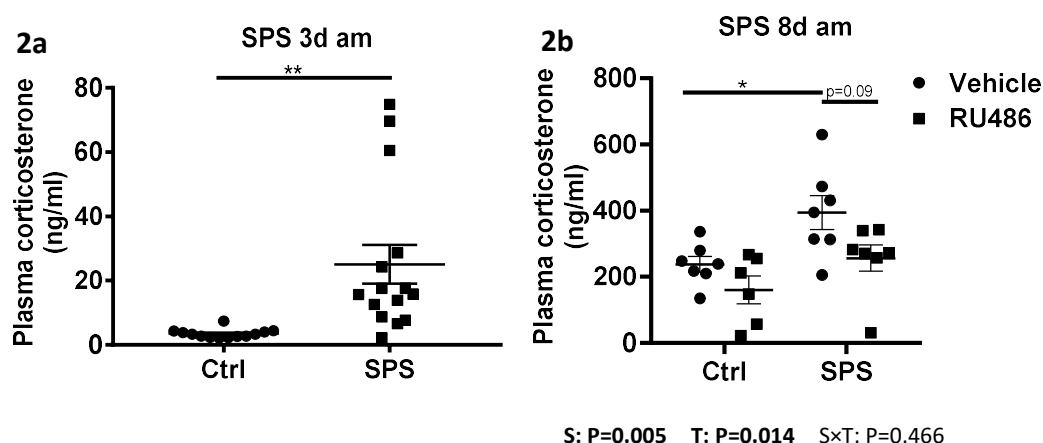 2a
SPS 3d am
**
Plasma corticosterone
(ng/ml)
80
60
40
20
0
Ctrl
SPS
2b
SPS 8d am
*
p=0.09
Plasma corticosterone
(ng/ml)
800
600
400
200
0
Ctrl
SPS
Vehicle
RU486
S: P=0.005 T: P=0.014 S×T: P=0.466